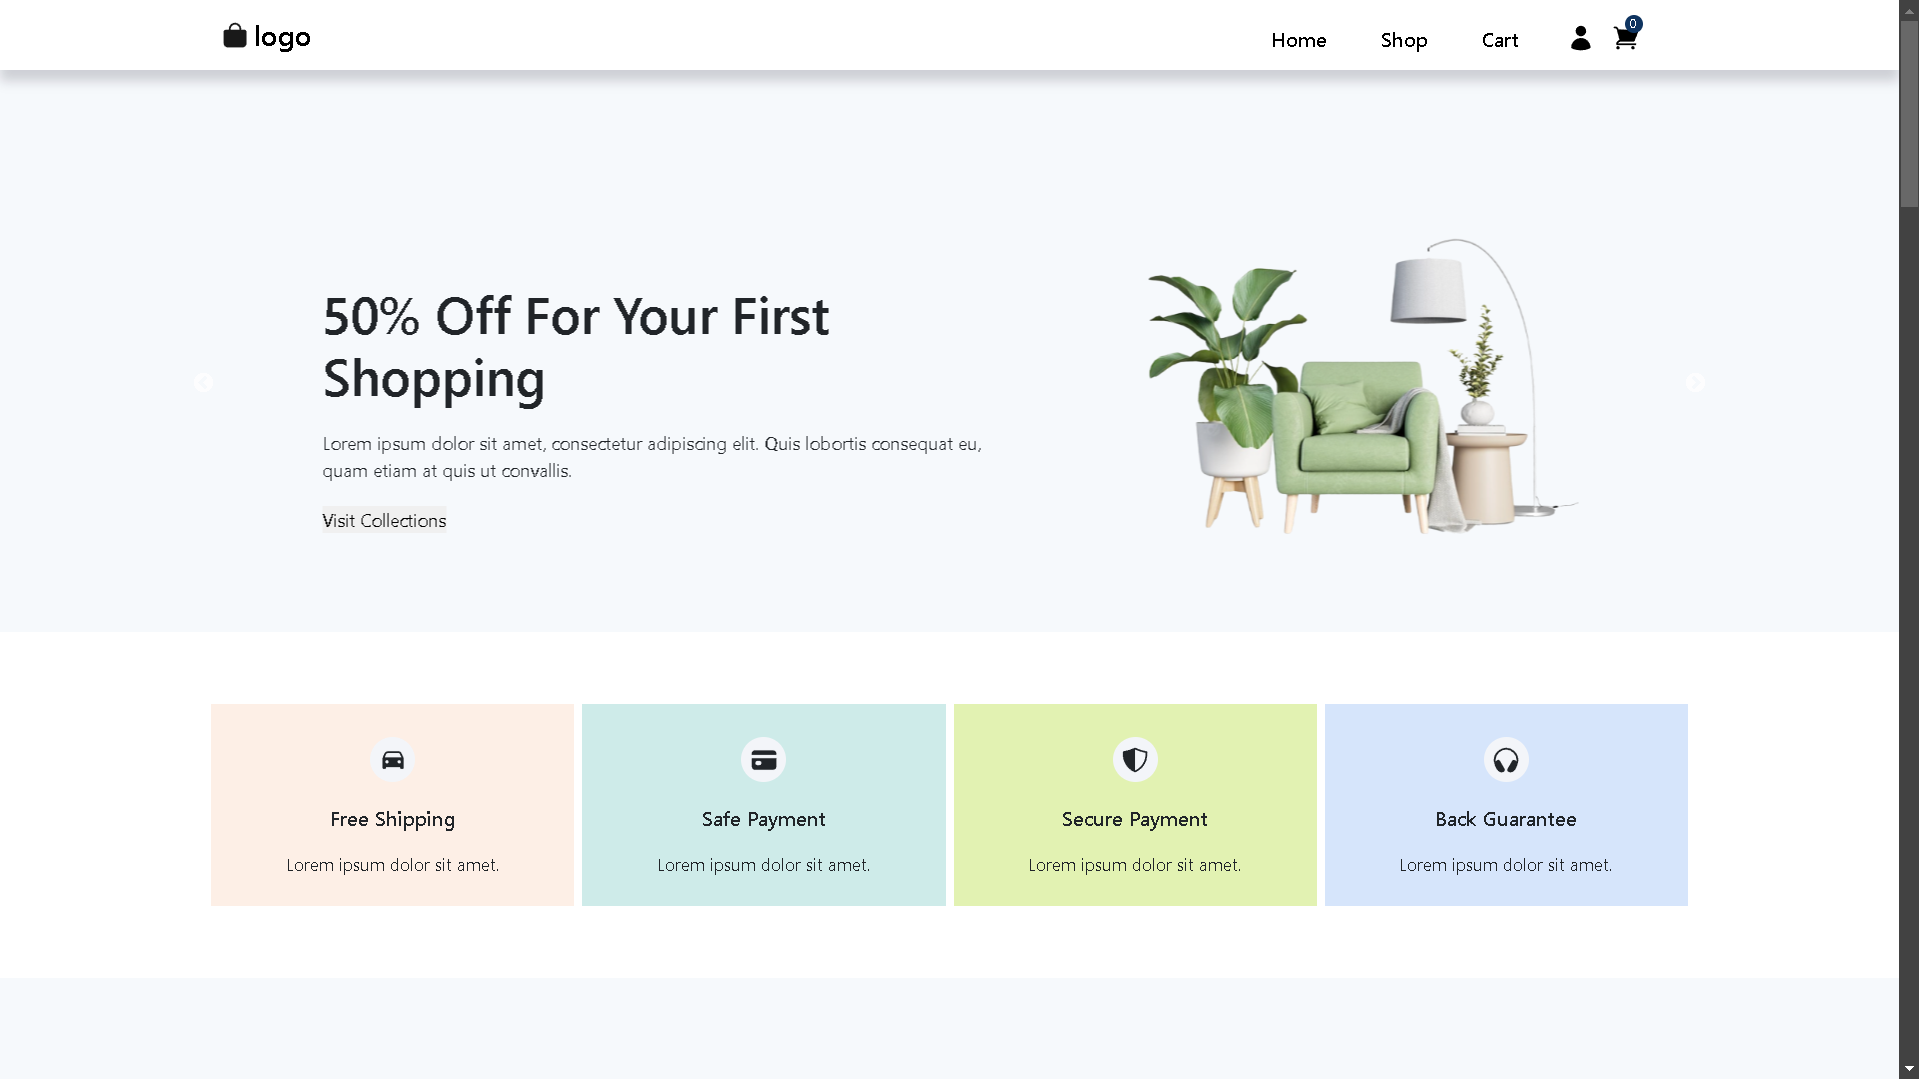 logo
Home
Shop
Cart
0
50% Off For Your First
Shopping
Lorem ipsum dolor sit amet, consectetur adipiscing elit. Quis lobortis consequat eu,
quam etiam at quis ut convallis.
Visit Collections
Free Shipping
Lorem ipsum dolor sit amet.
Safe Payment
Lorem ipsum dolor sit amet.
Secure Payment
Lorem ipsum dolor sit amet.
Back Guarantee
Lorem ipsum dolor sit amet.